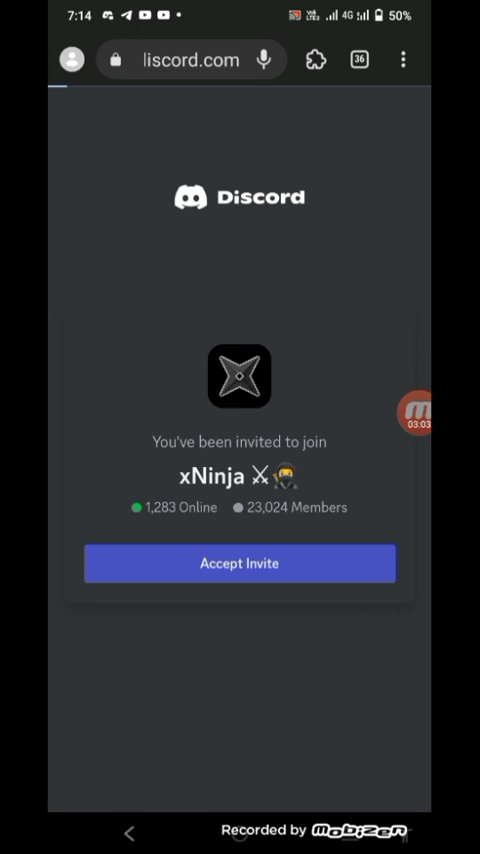 7:14 4G 50%
liscord.com 36
Discord
03:03
You've been invited to join
xNinja ⚔🥷
1,283 Online 23,024 Members
Accept Invite
Recorded by mobizen